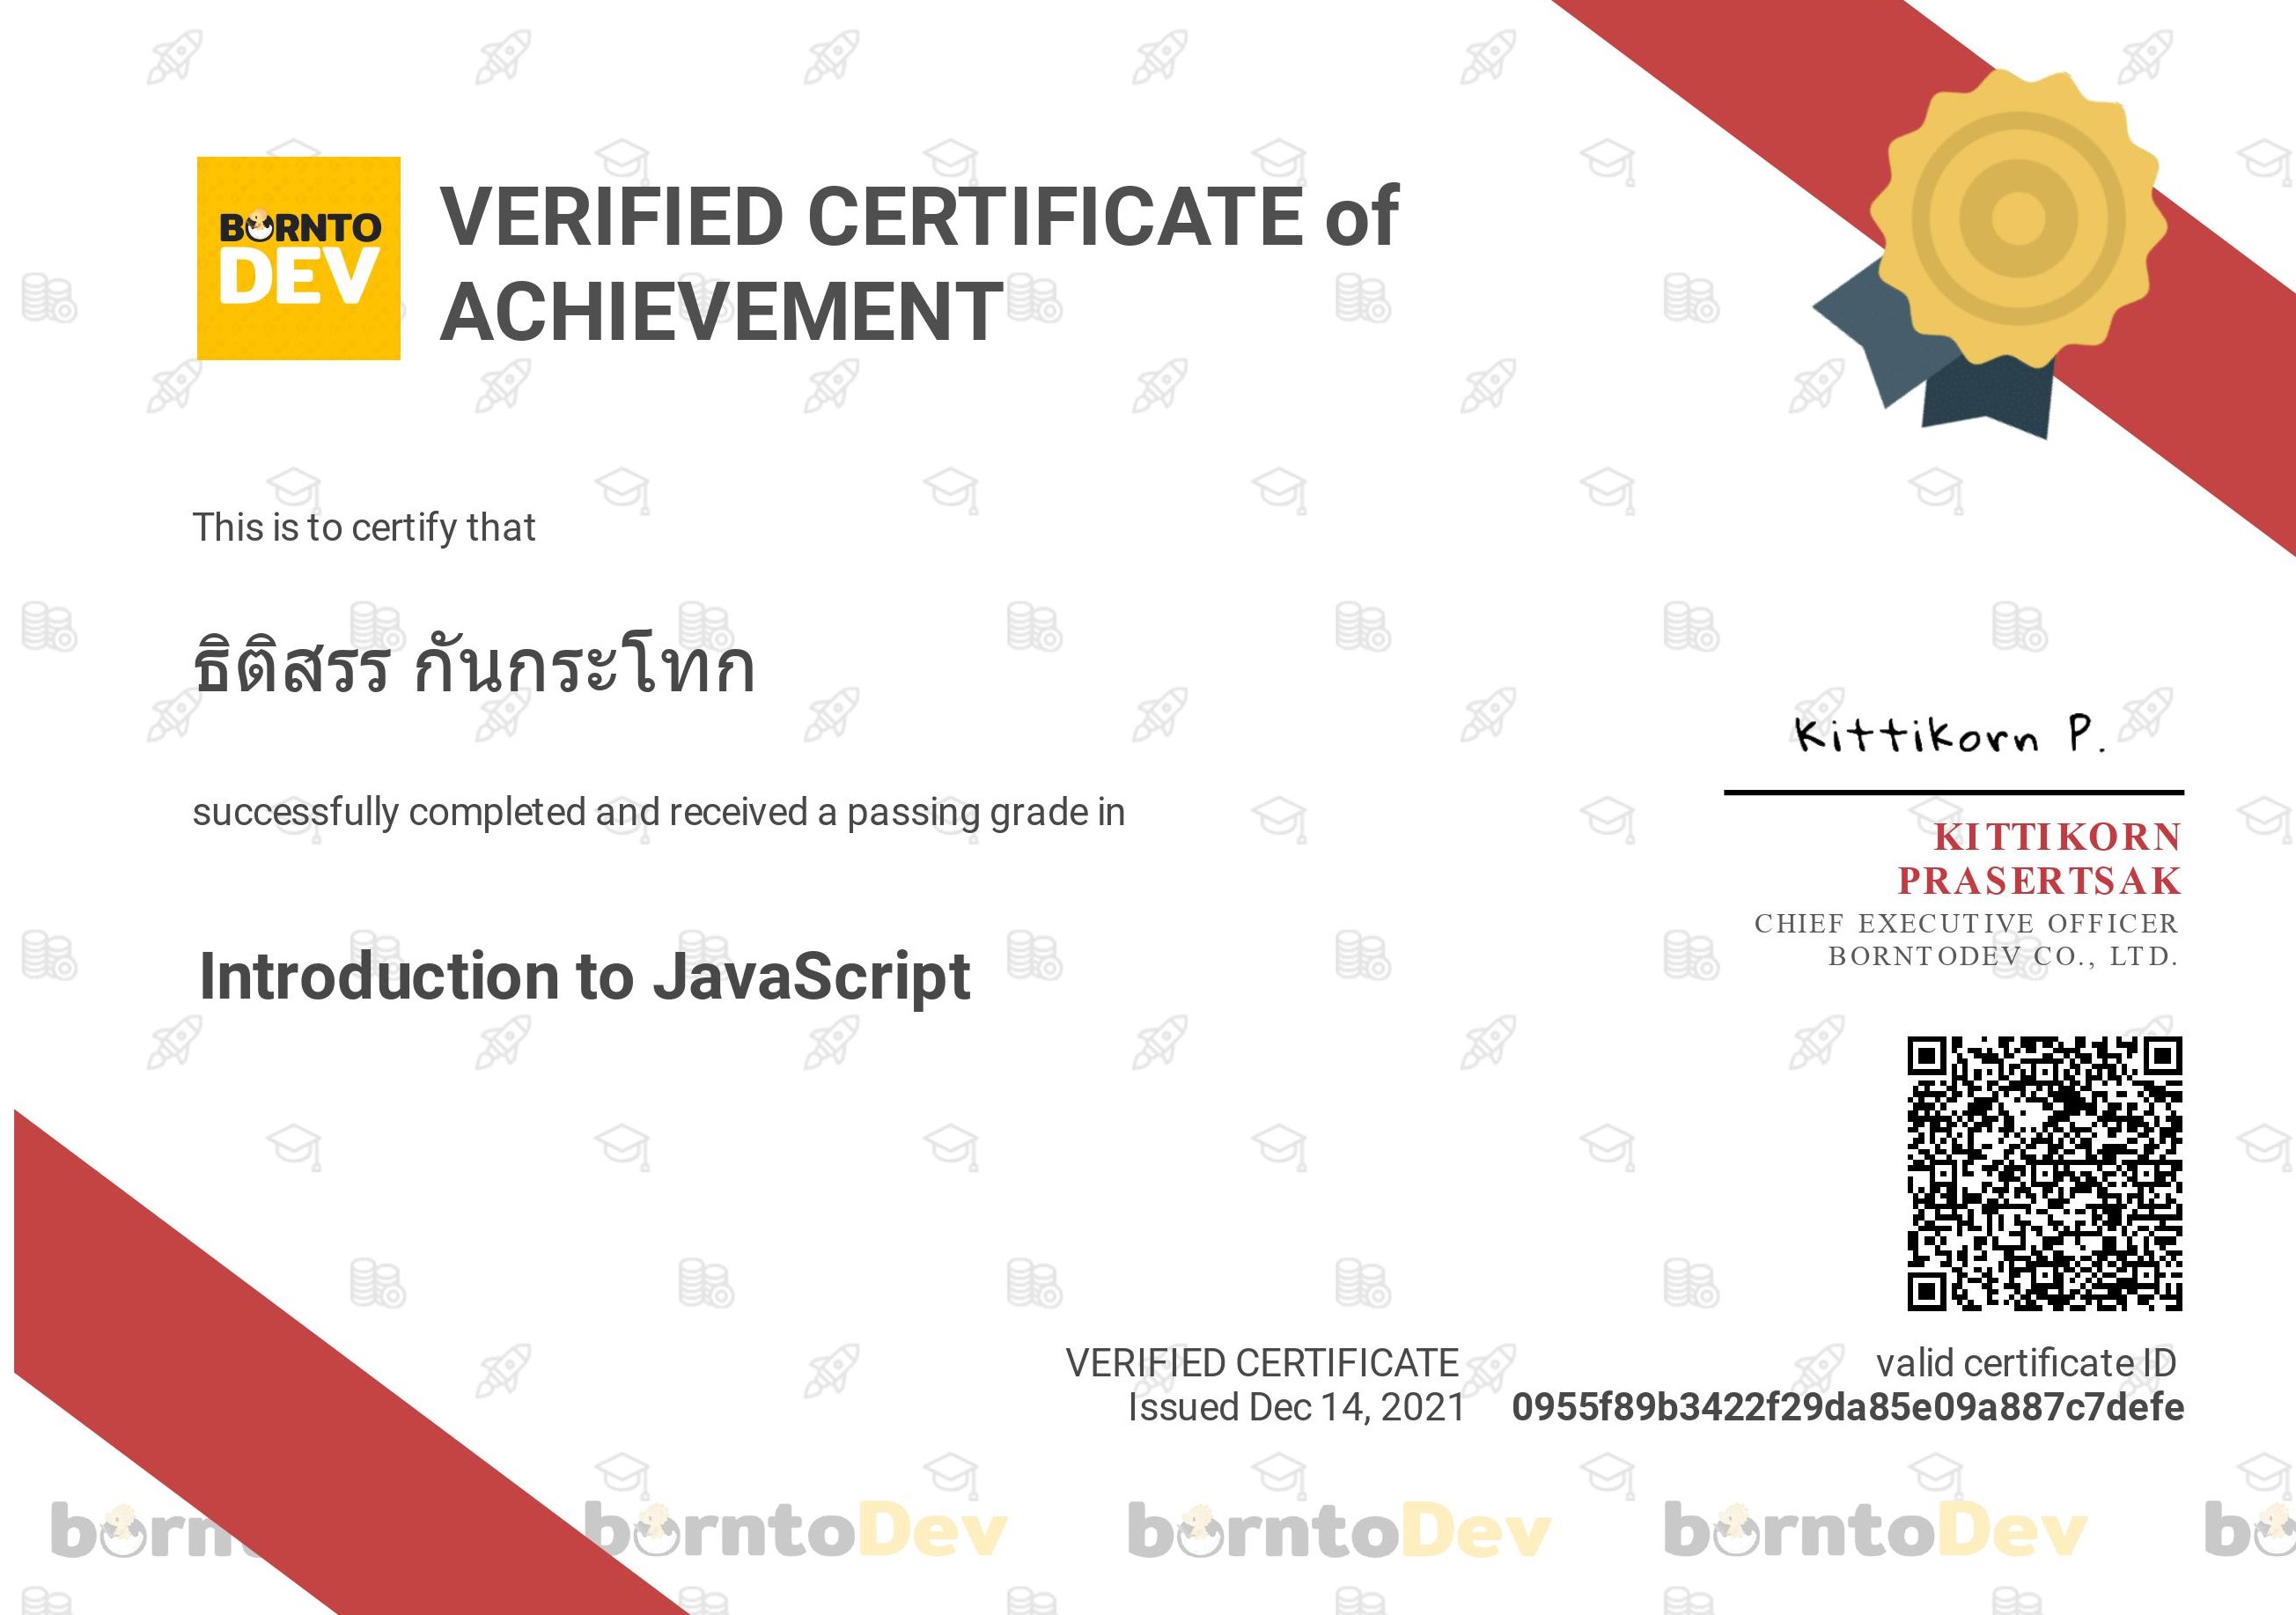 BORNTO
DEV
VERIFIED CERTIFICATE of
ACHIEVEMENT
This is to certify that
ธิติสรร กันกระโทก
successfully completed and received a passing grade in
Introduction to JavaScript
Kittikorn P.
KITTIKORN
PRASERTSAK
CHIEF EXECUTIVE OFFICER
BORNTODEV CO., LTD.
VERIFIED CERTIFICATE
Issued Dec 14, 2021
valid certificate ID
0955f89b3422f29da85e09a887c7defe
borntoDev borntoDev borntoDev